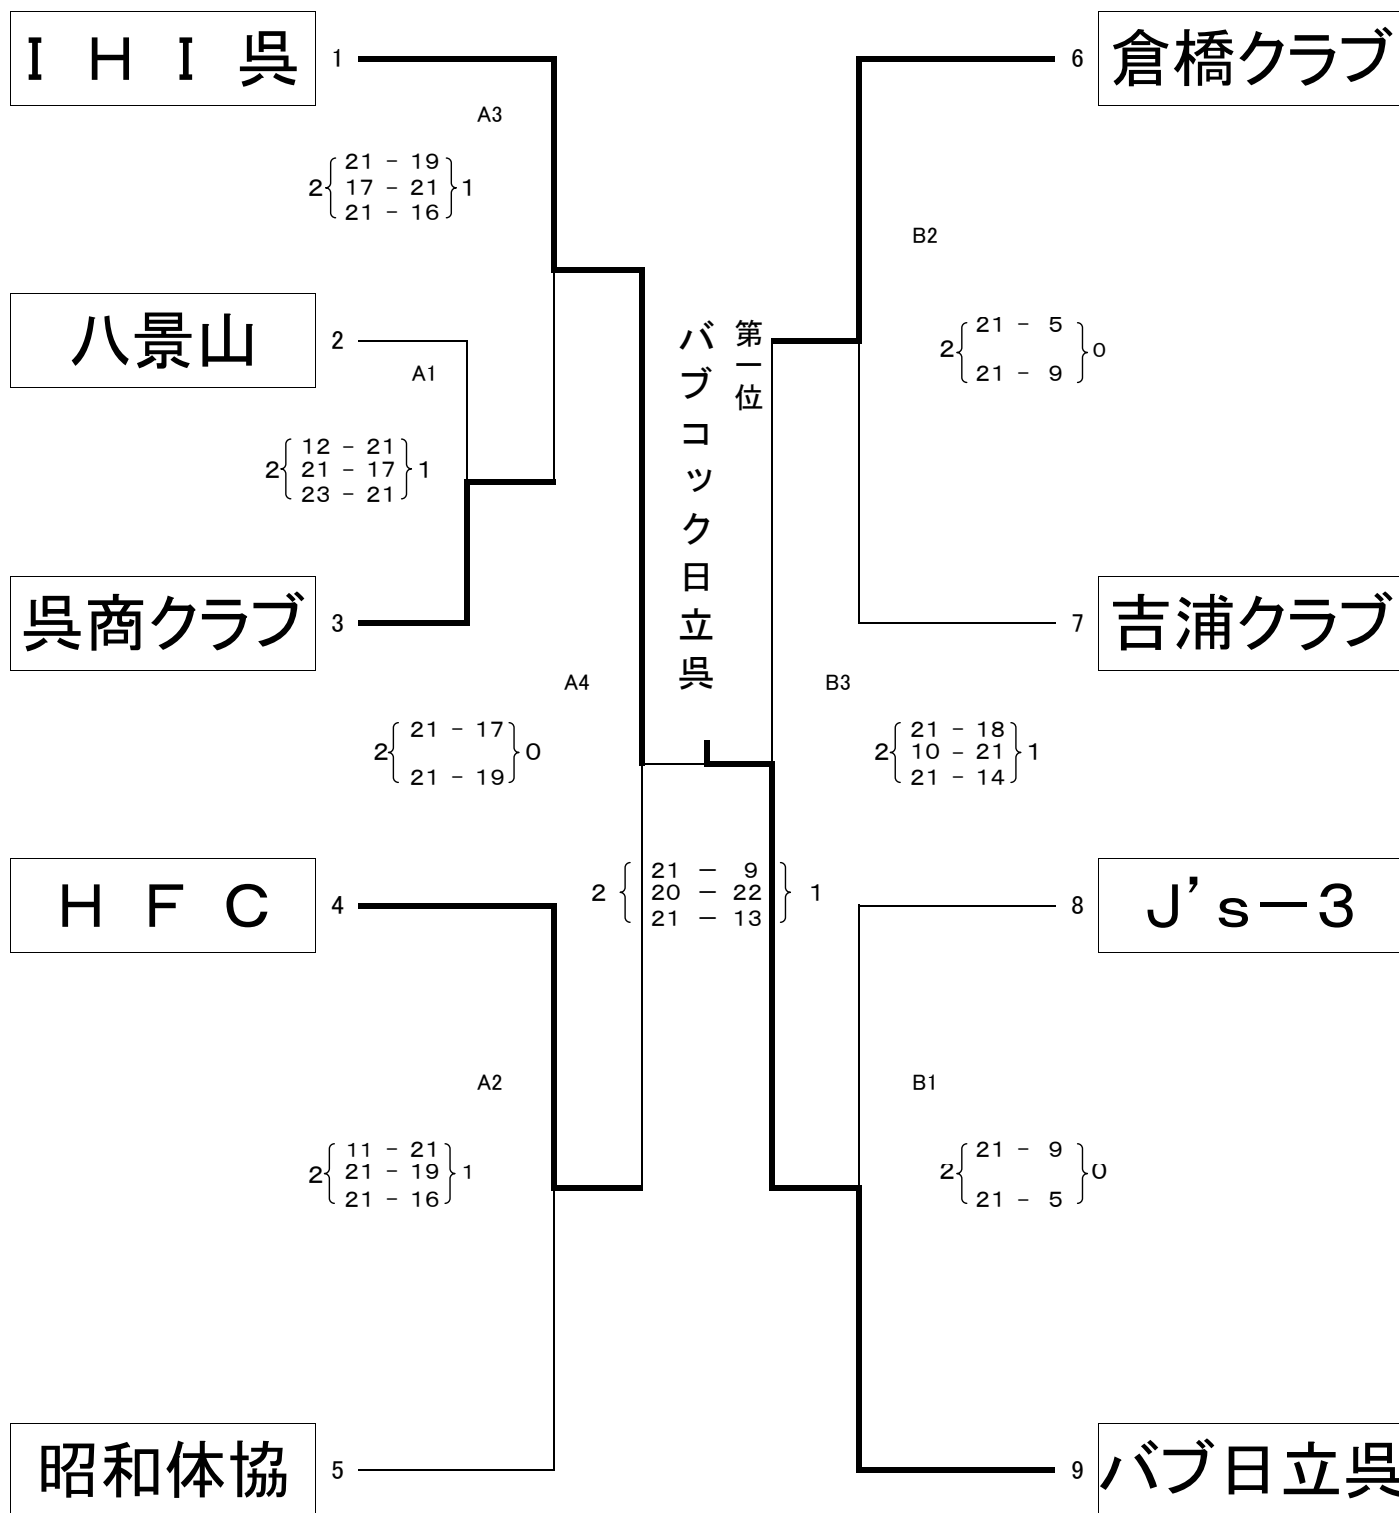 ＩＨＩ呉 1
A3
2 21 - 19 1
17 - 21
21 - 16
八景山 2
A1
2 12 - 21 1
21 - 17
23 - 21
呉商クラブ 3
A4
2 21 - 17 0
21 - 19
ＨＦＣ 4
A2
2 11 - 21 1
21 - 19
21 - 16
昭和体協 5
第一位
バブコック日立呉
2 21 － 9 1
20 － 22
21 － 13
6 倉橋クラブ
B2
2 21 - 5 0
21 - 9
7 吉浦クラブ
B3
2 21 - 18 1
10 - 21
21 - 14
8 Ｊ’ｓ－３
B1
2 21 - 9 0
21 - 5
9 バブ日立呉